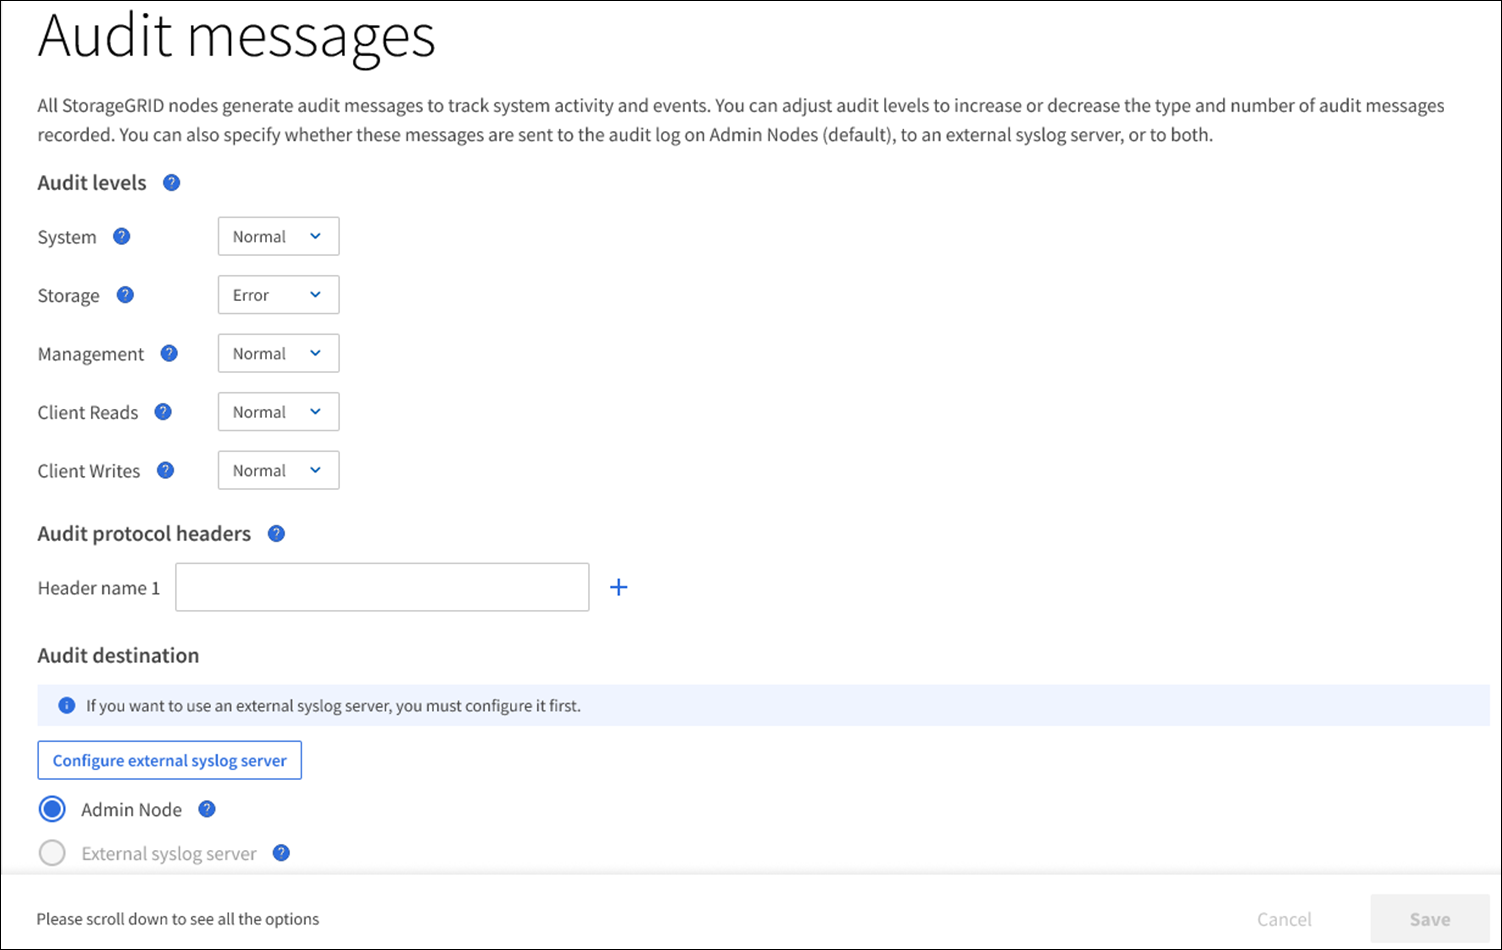 Audit messages
All StorageGRID nodes generate audit messages to track system activity and events. You can adjust audit levels to increase or decrease the type and number of audit messages
recorded. You can also specify whether these messages are sent to the audit log on Admin Nodes (default), to an external syslog server, or to both.
Audit levels ?
System ? Normal
Storage ? Error
Management ? Normal
Client Reads ? Normal
Client Writes ? Normal
Audit protocol headers ?
Header name 1 +
Audit destination
i If you want to use an external syslog server, you must configure it first.
Configure external syslog server
Admin Node ?
External syslog server ?
Please scroll down to see all the options Cancel Save